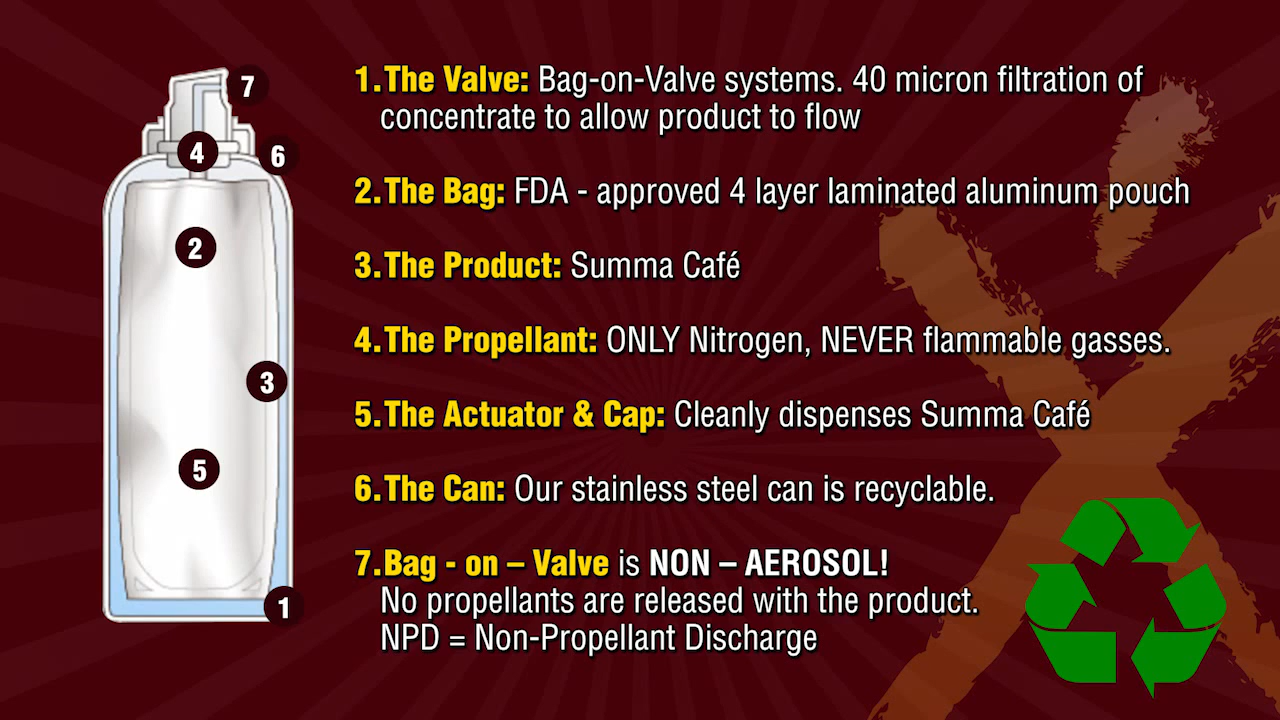 7
4
6
2
3
5
1
1.The Valve: Bag-on-Valve systems. 40 micron filtration of
concentrate to allow product to flow
2.The Bag: FDA - approved 4 layer laminated aluminum pouch
3.The Product: Summa Café
4.The Propellant: ONLY Nitrogen, NEVER flammable gasses.
5.The Actuator & Cap: Cleanly dispenses Summa Café
6.The Can: Our stainless steel can is recyclable.
7.Bag - on – Valve is NON – AEROSOL!
No propellants are released with the product.
NPD = Non-Propellant Discharge